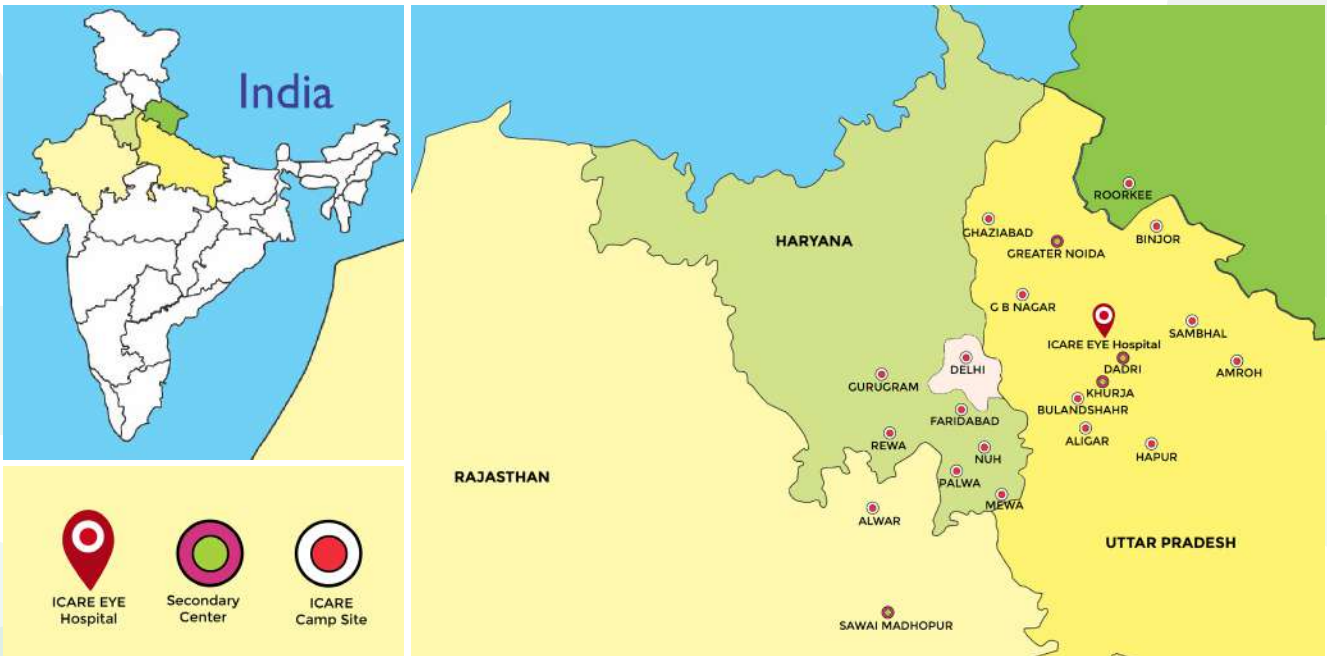 India
ICARE EYE
Hospital
Secondary
Center
ICARE
Camp Site
ROORKEE
GHAZIABAD
BINJOR
HARYANA
GREATER NOIDA
G B NAGAR
SAMBHAL
ICARE EYE Hospital
DELHI
DADRI
AMROH
GURUGRAM
KHURJA
BULANDSHAHR
FARIDABAD
ALIGAR
REWA
HAPUR
NUH
RAJASTHAN
PALWA
MEWA
ALWAR
UTTAR PRADESH
SAWAI MADHOPUR